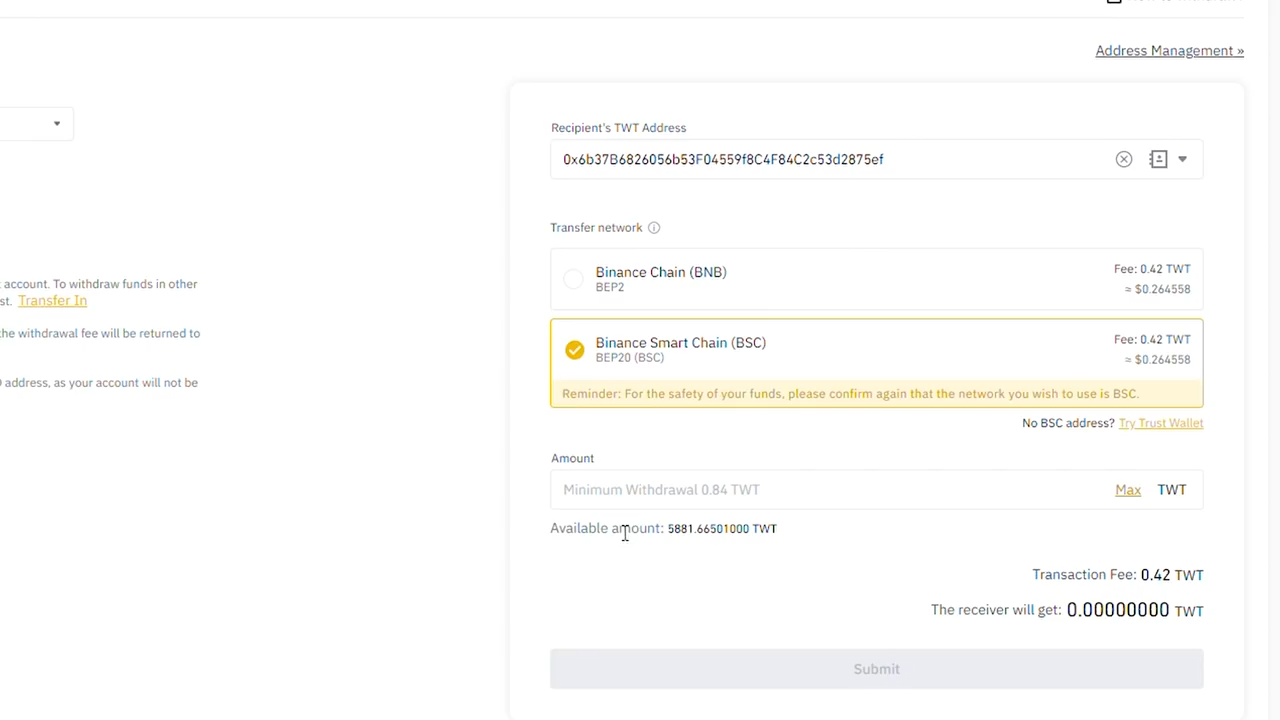 Address Management »
Recipient's TWT Address
0x6b37B6826056b53F04559f8C4F84C2c53d2875ef
Transfer network
Binance Chain (BNB)
BEP2
Fee: 0.42 TWT
≈ $0.264558
account. To withdraw funds in other
st. Transfer In
the withdrawal fee will be returned to
address, as your account will not be
Binance Smart Chain (BSC)
BEP20 (BSC)
Fee: 0.42 TWT
≈ $0.264558
Reminder: For the safety of your funds, please confirm again that the network you wish to use is BSC.
No BSC address? Try Trust Wallet
Amount
Minimum Withdrawal 0.84 TWT
Max TWT
Available amount: 5881.66501000 TWT
Transaction Fee: 0.42 TWT
The receiver will get: 0.00000000 TWT
Submit